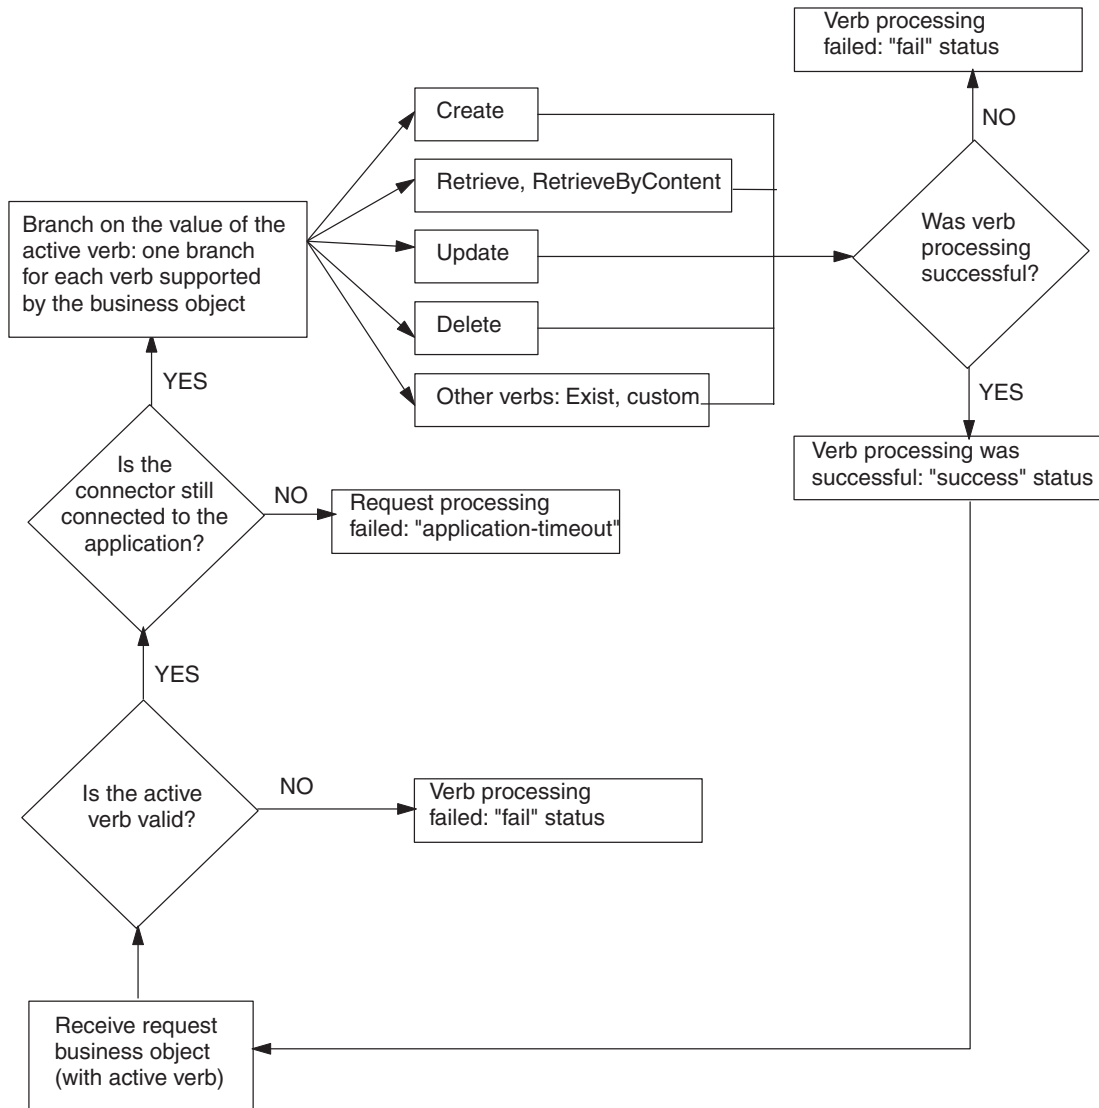 Verb processing
failed: "fail" status
NO
Create
Retrieve, RetrieveByContent
Branch on the value of the
active verb: one branch
for each verb supported
by the business object
Update
Was verb
processing
successful?
Delete
YES
Other verbs: Exist, custom
YES
Verb processing was
successful: "success" status
Is the
connector still
connected to the
application?
NO
Request processing
failed: "application-timeout"
YES
Is the active
verb valid?
NO
Verb processing
failed: "fail" status
Receive request
business object
(with active verb)